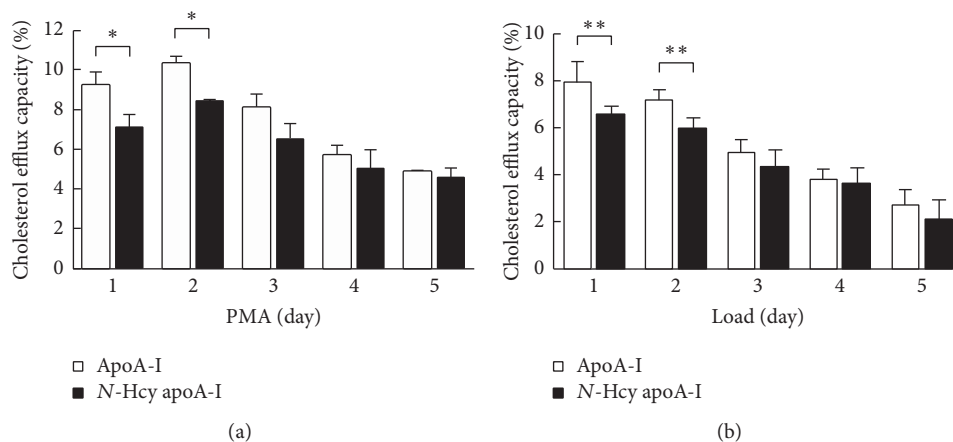 Cholesterol efflux capacity (%)
12
10
8
6
4
2
0
*
*
1 2 3 4 5
PMA (day)
ApoA-I
N-Hcy apoA-I
(a)
Cholesterol efflux capacity (%)
10
8
6
4
2
0
**
**
1 2 3 4 5
Load (day)
ApoA-I
N-Hcy apoA-I
(b)